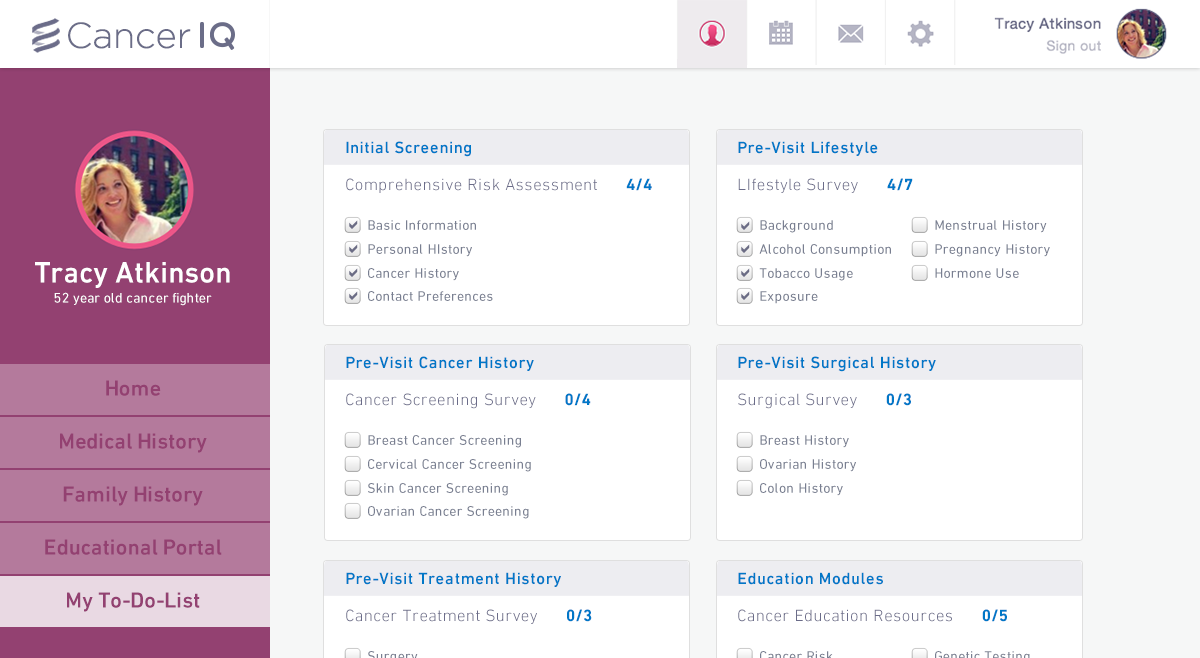 Cancer IQ
Tracy Atkinson
Sign out
Tracy Atkinson
52 year old cancer fighter
Home
Medical History
Family History
Educational Portal
My To-Do-List
Initial Screening
Comprehensive Risk Assessment 4/4
Basic Information
Personal HIstory
Cancer History
Contact Preferences
Pre-Visit Lifestyle
LIfestyle Survey 4/7
Background
Alcohol Consumption
Tobacco Usage
Exposure
Menstrual History
Pregnancy History
Hormone Use
Pre-Visit Cancer History
Cancer Screening Survey 0/4
Breast Cancer Screening
Cervical Cancer Screening
Skin Cancer Screening
Ovarian Cancer Screening
Pre-Visit Surgical History
Surgical Survey 0/3
Breast History
Ovarian History
Colon History
Pre-Visit Treatment History
Cancer Treatment Survey 0/3
Surgery
Education Modules
Cancer Education Resources 0/5
Cancer Risk
Genetic Testing